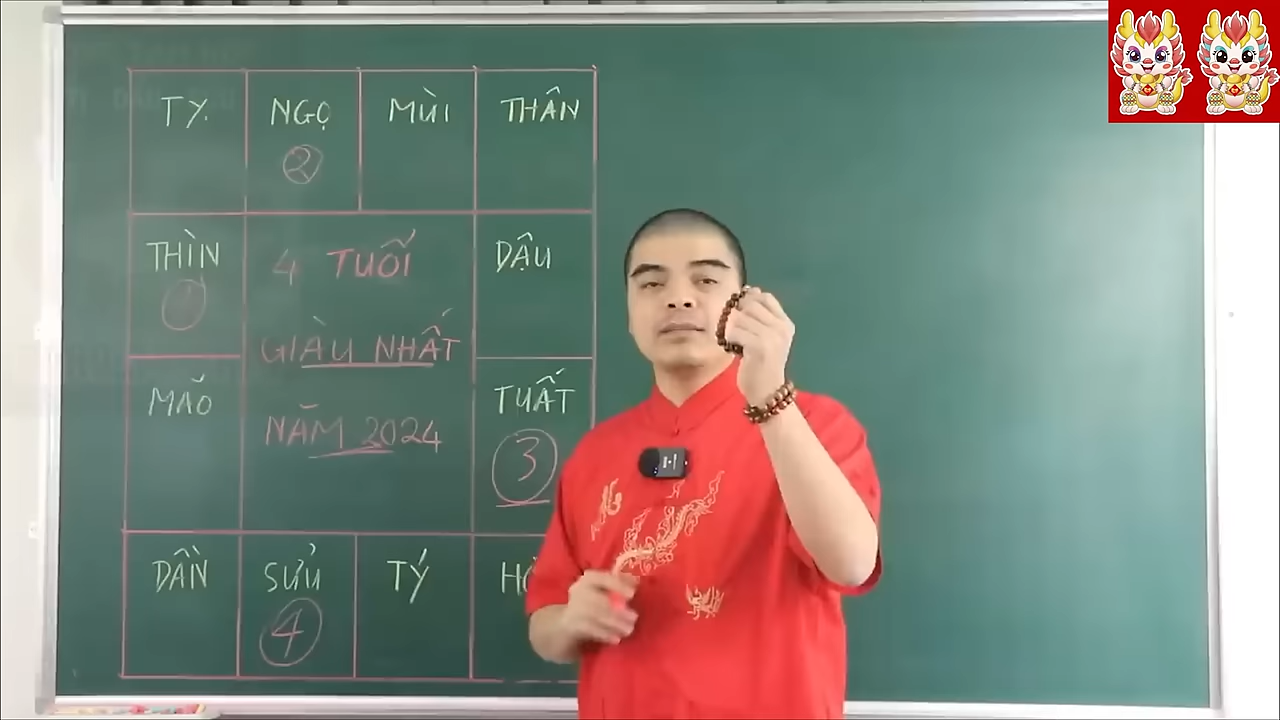 TỴ
NGỌ
MÙI
THÂN
2
THÌN
4 TUỔI
DẬU
1
GIÀU NHẤT
MÃO
NĂM 2024
TUẤT
3
DẦN
SỬU
TÝ
4